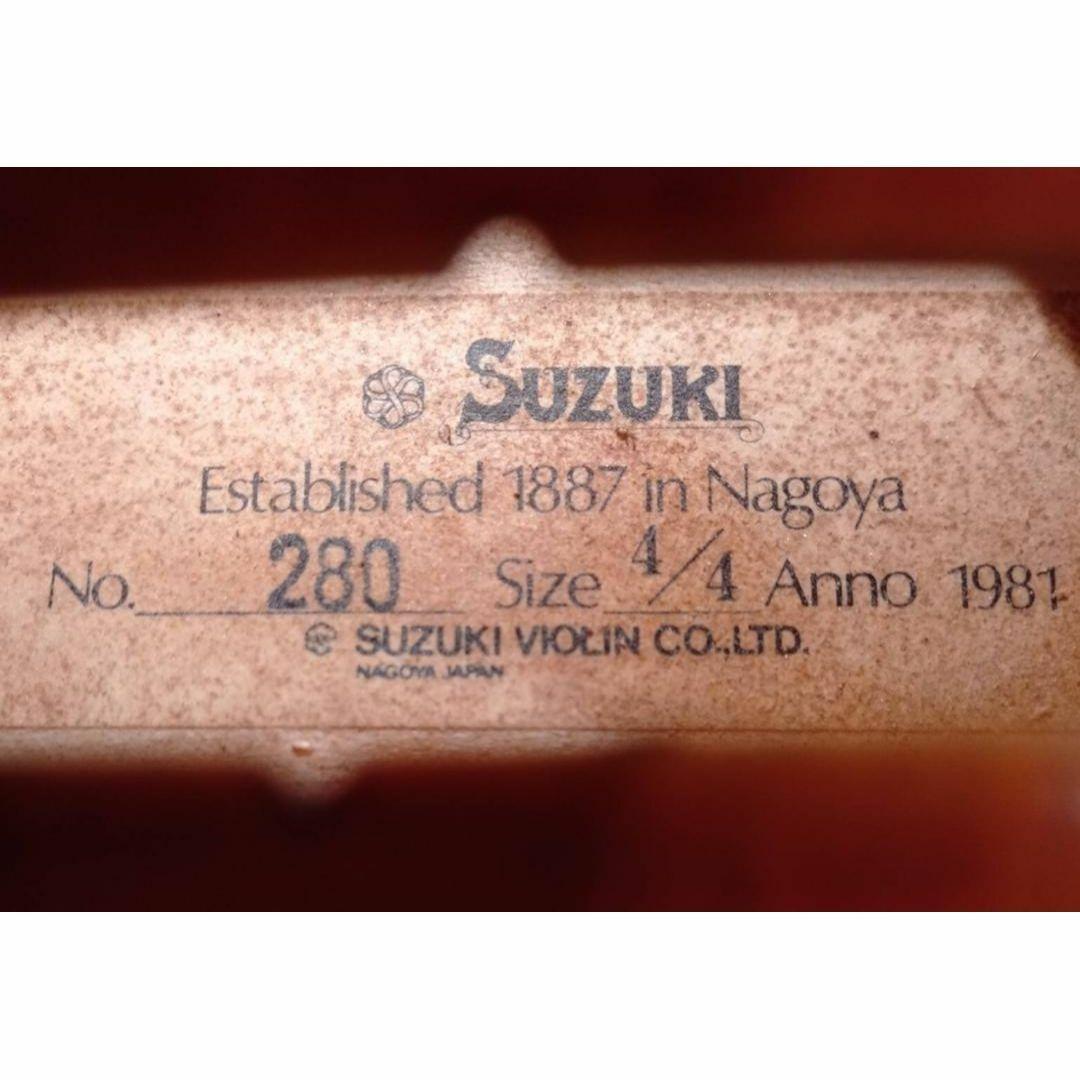 SUZUKI
Established 1887 in Nagoya
No. 280 Size 4/4 Anno 1981
SUZUKI VIOLIN CO.,LTD.
NAGOYA JAPAN